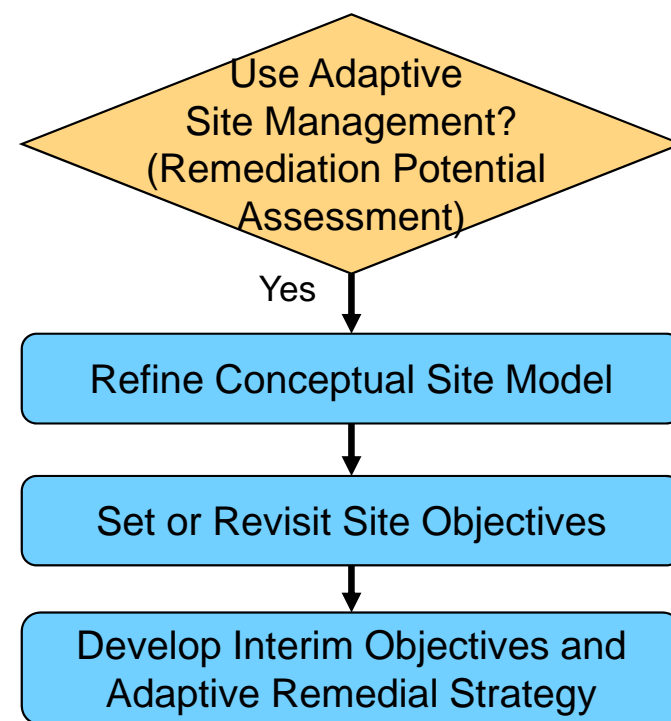 Use Adaptive
Site Management?
(Remediation Potential
Assessment)
Yes
Refine Conceptual Site Model
Set or Revisit Site Objectives
Develop Interim Objectives and
Adaptive Remedial Strategy